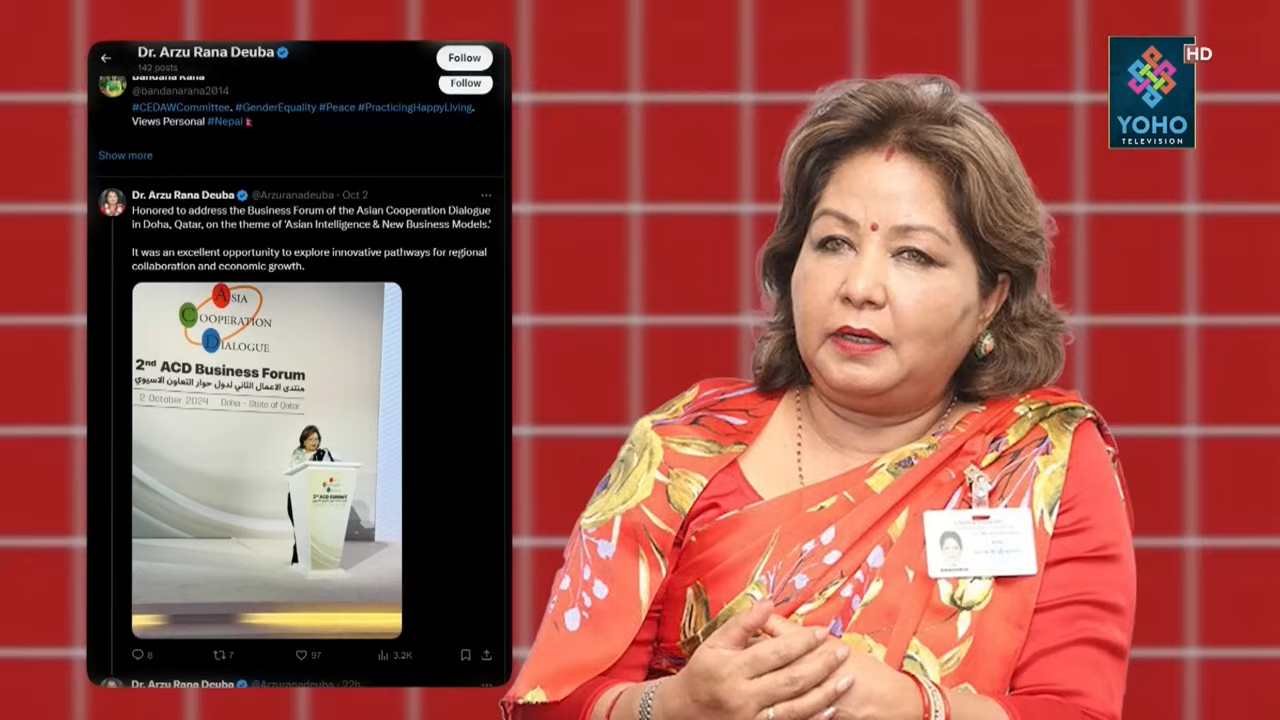 Dr. Arzu Rana Deuba
142 posts
Follow
Bandana Rana
@bandanarana2014
Follow
#CEDAWCommittee. #GenderEquality #Peace #PracticingHappyLiving.
Views Personal #Nepal
Show more
Dr. Arzu Rana Deuba @Arzuranadeuba · Oct 2
Honored to address the Business Forum of the Asian Cooperation Dialogue
in Doha, Qatar, on the theme of 'Asian Intelligence & New Business Models.'
It was an excellent opportunity to explore innovative pathways for regional
collaboration and economic growth.
ASIA
COOPERATION
DIALOGUE
2nd ACD Business Forum
منتدى الاعمال الثاني لدول حوار التعاون الاسيوي
2 October 2024 Doha - State of Qatar
2nd ACD SUMMIT
8 7 97 3.2K
Dr. Arzu Rana Deuba @Arzuranadeuba · 22h
YOHO
TELEVISION
HD